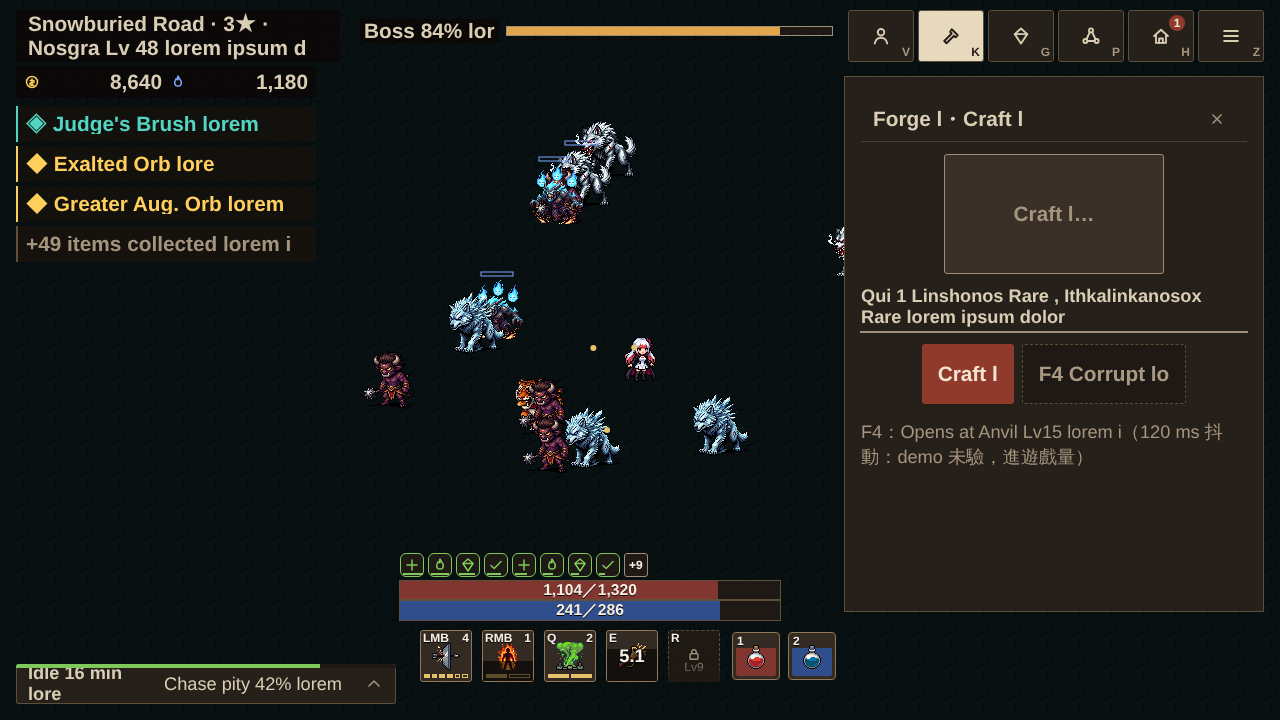 Snowburied Road · 3★ ·
Nosgra Lv 48 lorem ipsum d
8,640
1,180
Judge's Brush lorem
Exalted Orb lore
Greater Aug. Orb lorem
+49 items collected lorem i
Boss 84% lor
V
K
G
P
1
H
Z
Forge l · Craft l
×
Craft l…
Qui 1 Linshonos Rare , Ithkalinkanosox
Rare lorem ipsum dolor
Craft l
F4 Corrupt lo
F4：Opens at Anvil Lv15 lorem i（120 ms 抖
動：demo 未驗，進遊戲量）
+9
1,104／1,320
241／286
LMB 4
RMB 1
Q 2
E
5.1
R
Lv9
1
2
Idle 16 min
lore
Chase pity 42% lorem